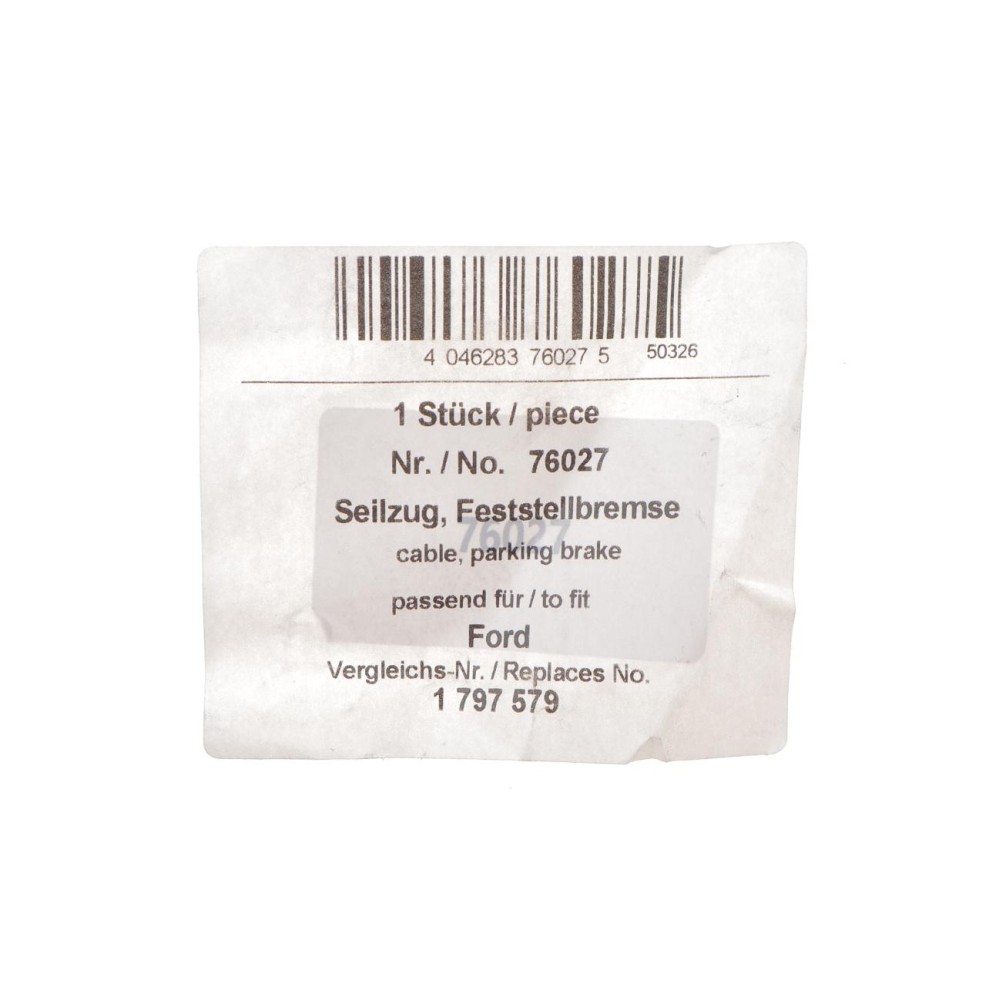 4 046283 76027 5 50326
1 Stück / piece
Nr. / No. 76027
Seilzug, Feststellbremse
76027
cable, parking brake
passend für / to fit
Ford
Vergleichs-Nr. / Replaces No.
1 797 579